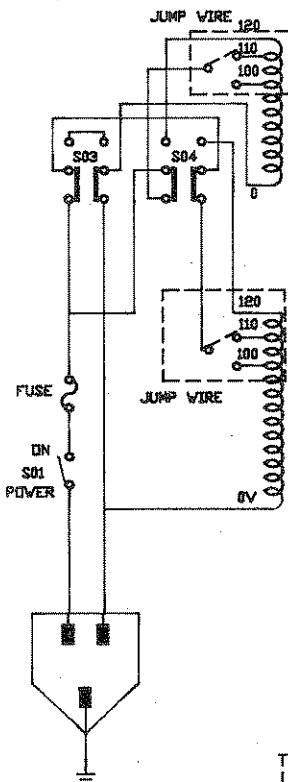 JUMP WIRE
120
110
100
S03
S04
0
120
110
100
FUSE
JUMP WIRE
ON
S01
POWER
0V